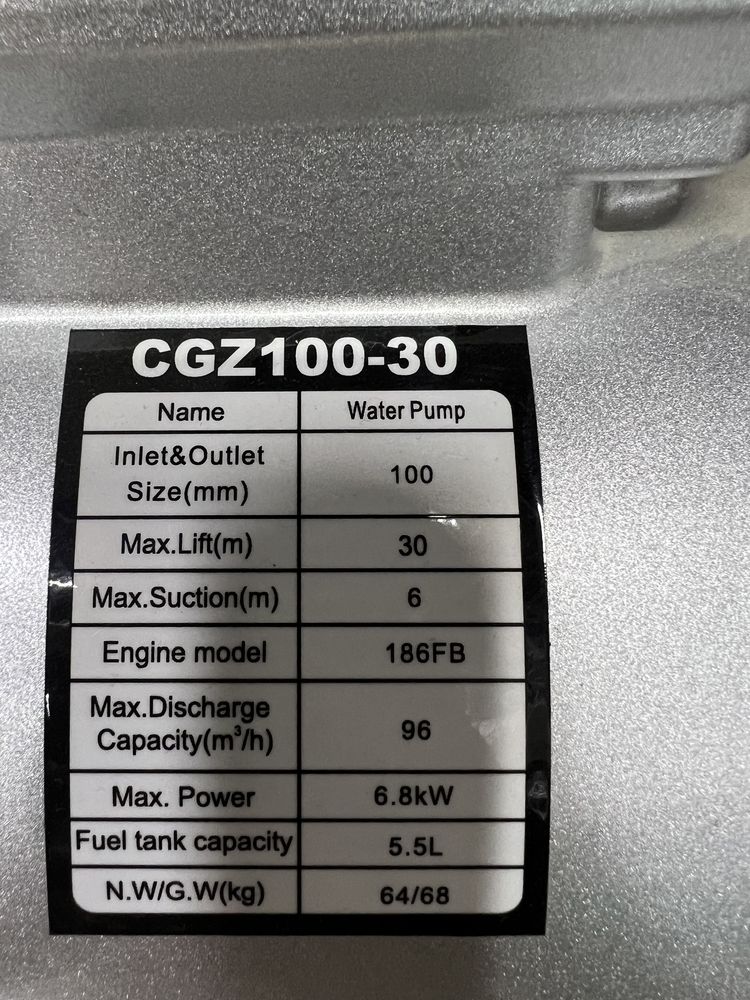 CGZ100-30
Name Water Pump
Inlet&Outlet
Size(mm) 100
Max.Lift(m) 30
Max.Suction(m) 6
Engine model 186FB
Max.Discharge
Capacity(m³/h) 96
Max. Power 6.8kW
Fuel tank capacity 5.5L
N.W/G.W(kg) 64/68